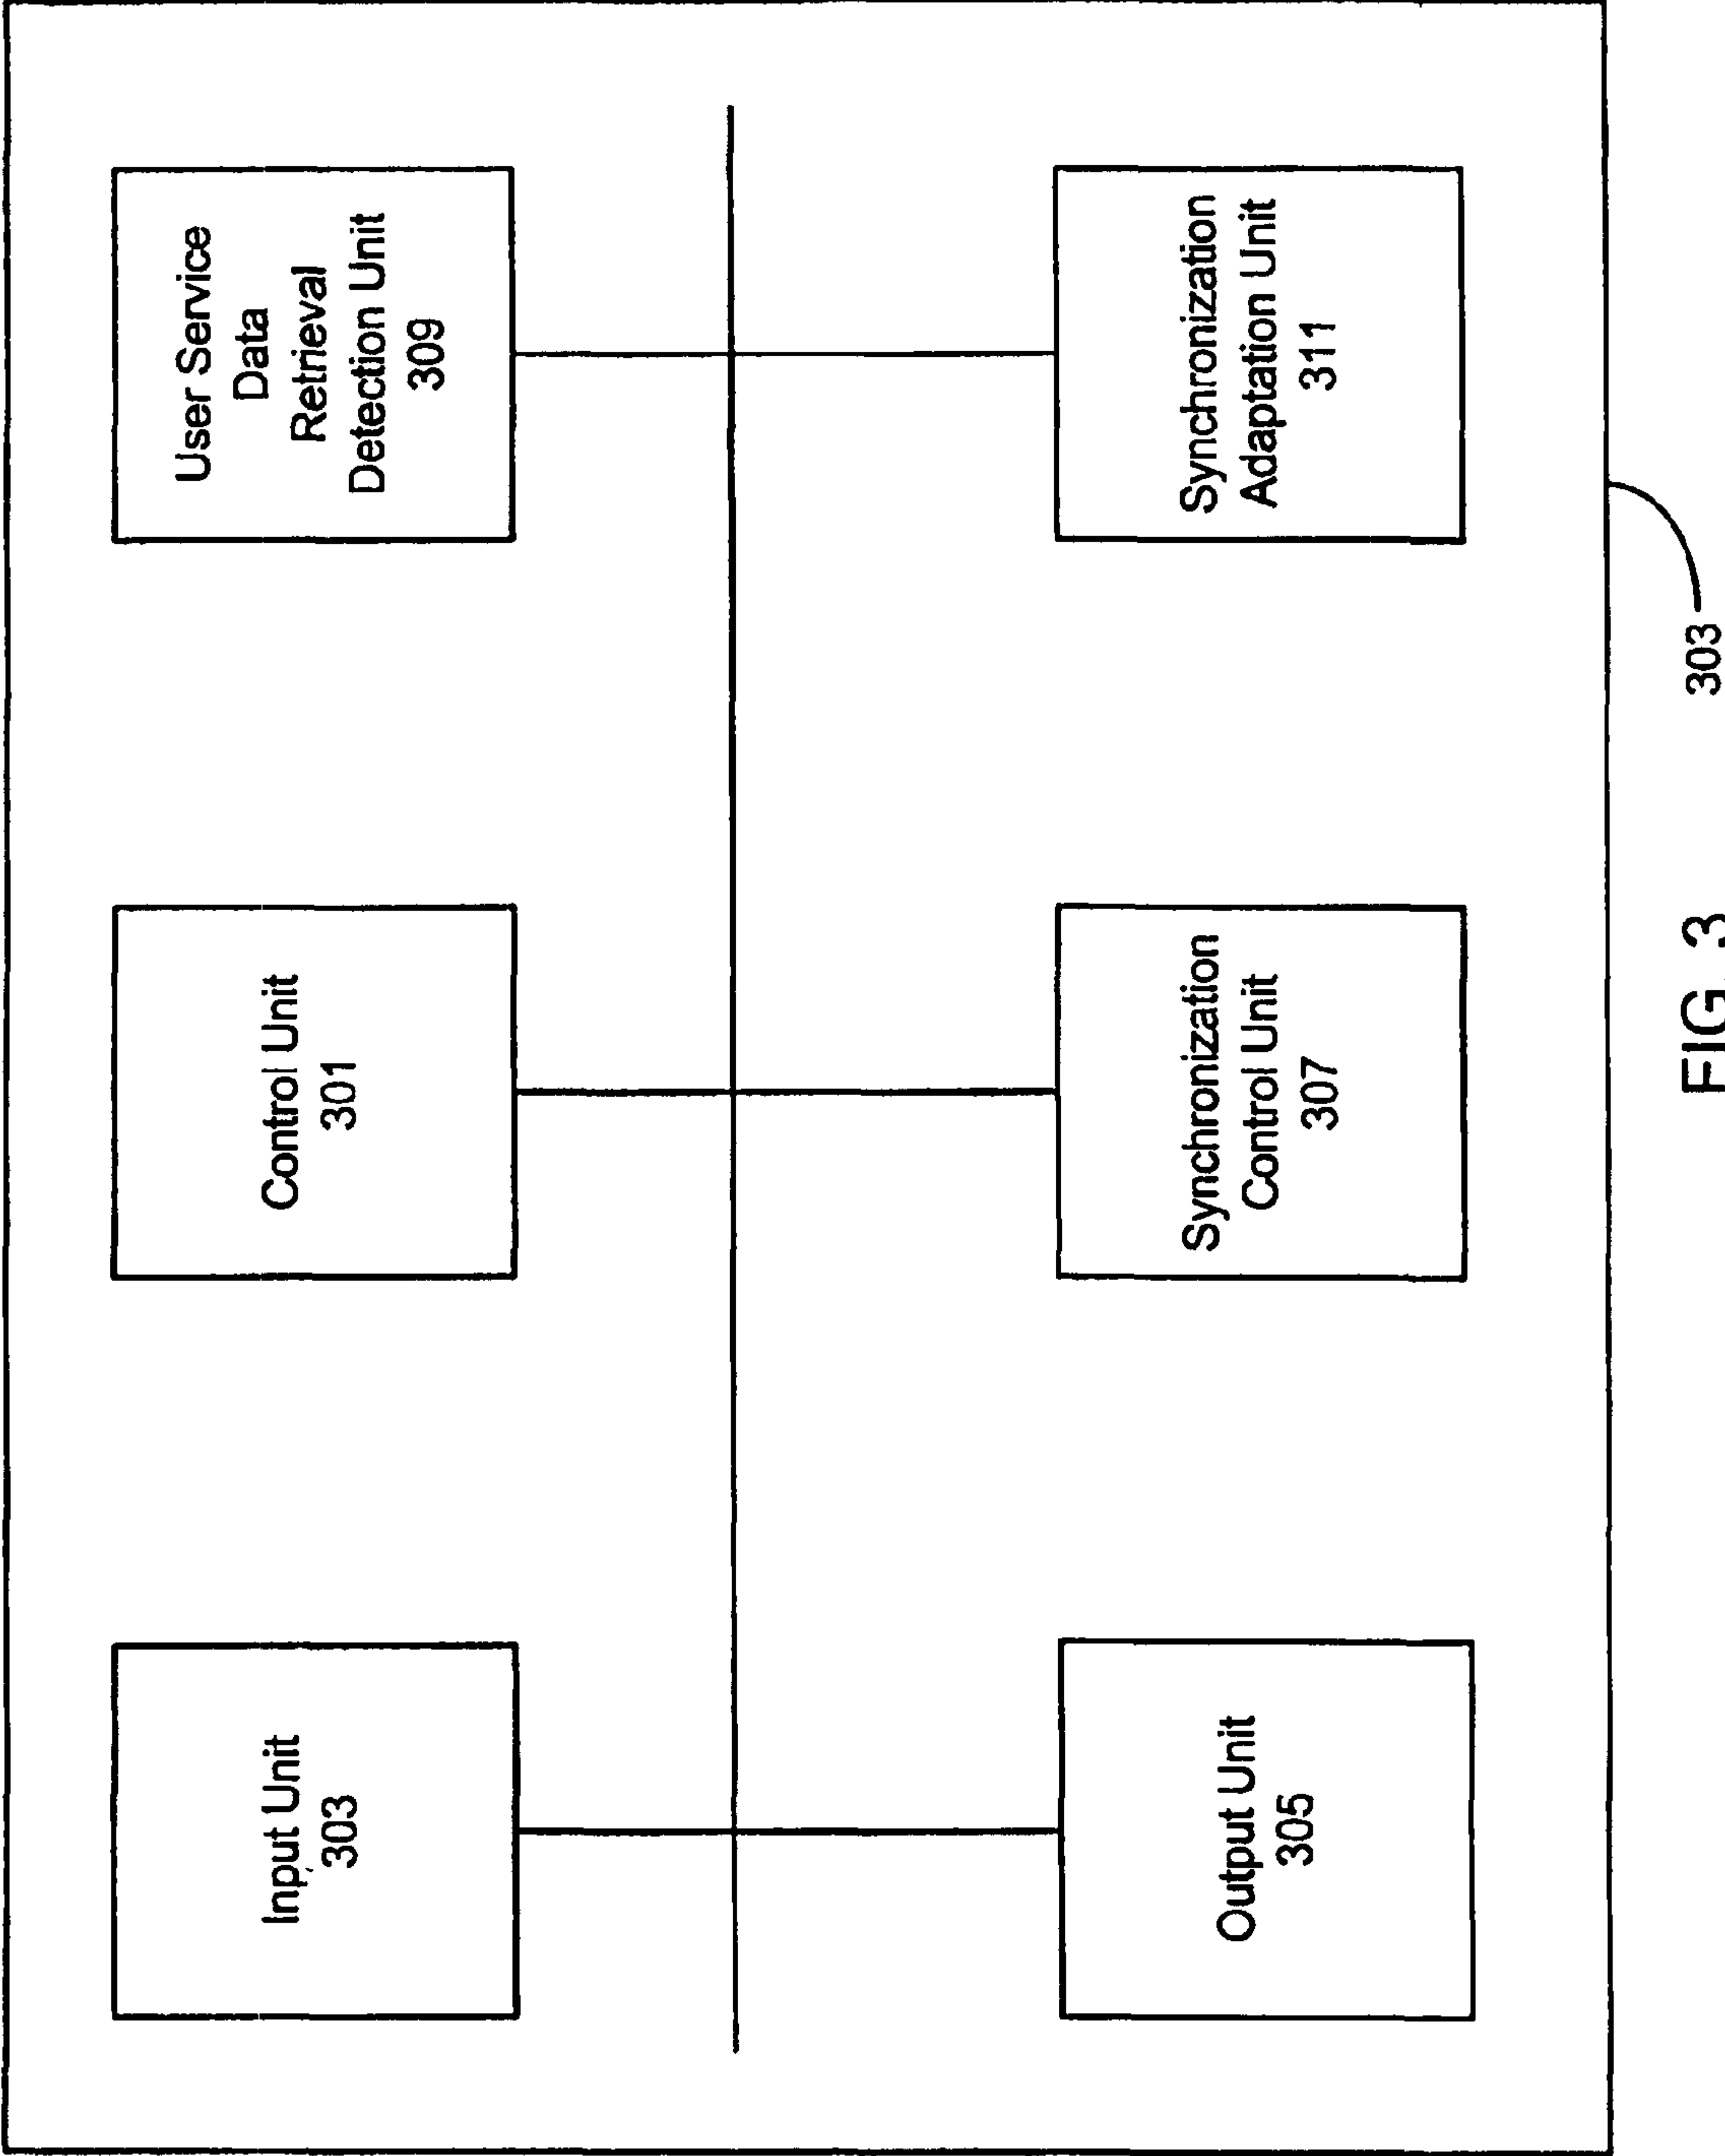 Input Unit
303
Control Unit
301
User Service
Data
Retrieval
Detection Unit
309
Output Unit
305
Synchronization
Control Unit
307
Synchronization
Adaptation Unit
311
303
FIG. 3